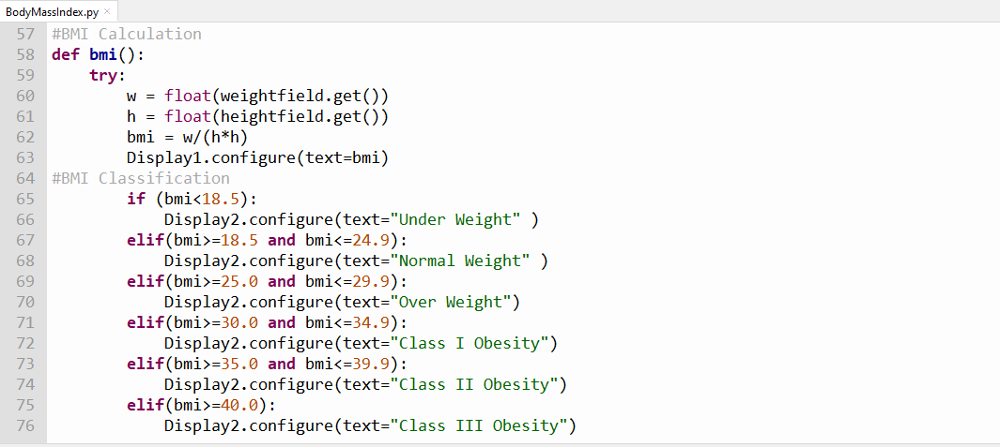 BodyMassIndex.py ×
57 #BMI Calculation
58 def bmi():
59     try:
60         w = float(weightfield.get())
61         h = float(heightfield.get())
62         bmi = w/(h*h)
63         Display1.configure(text=bmi)
64 #BMI Classification
65         if (bmi<18.5):
66             Display2.configure(text="Under Weight" )
67         elif(bmi>=18.5 and bmi<=24.9):
68             Display2.configure(text="Normal Weight" )
69         elif(bmi>=25.0 and bmi<=29.9):
70             Display2.configure(text="Over Weight")
71         elif(bmi>=30.0 and bmi<=34.9):
72             Display2.configure(text="Class I Obesity")
73         elif(bmi>=35.0 and bmi<=39.9):
74             Display2.configure(text="Class II Obesity")
75         elif(bmi>=40.0):
76             Display2.configure(text="Class III Obesity")